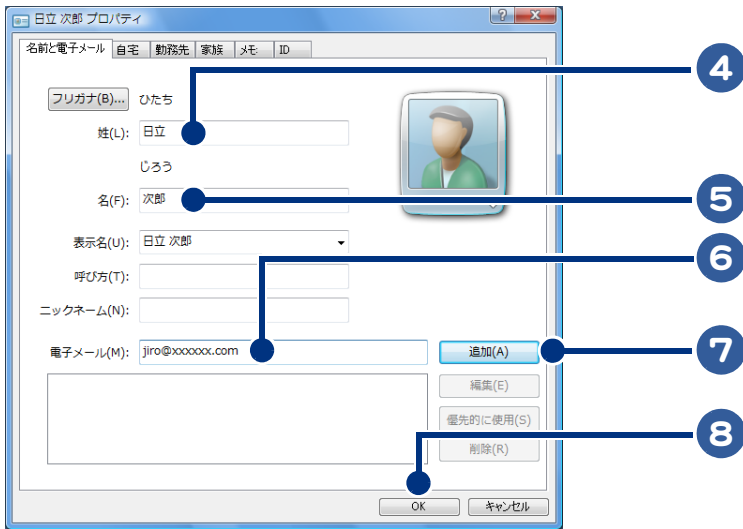 日立 次郎 プロパティ
名前と電子メール 自宅 勤務先 家族 メモ ID
4
フリガナ(B)... ひたち
姓(L): 日立
じろう
5
名(F): 次郎
表示名(U): 日立 次郎
6
呼び方(T):
ニックネーム(N):
電子メール(M): jiro@xxxxxx.com 追加(A)
7
編集(E)
優先的に使用(S)
8
削除(R)
OK キャンセル